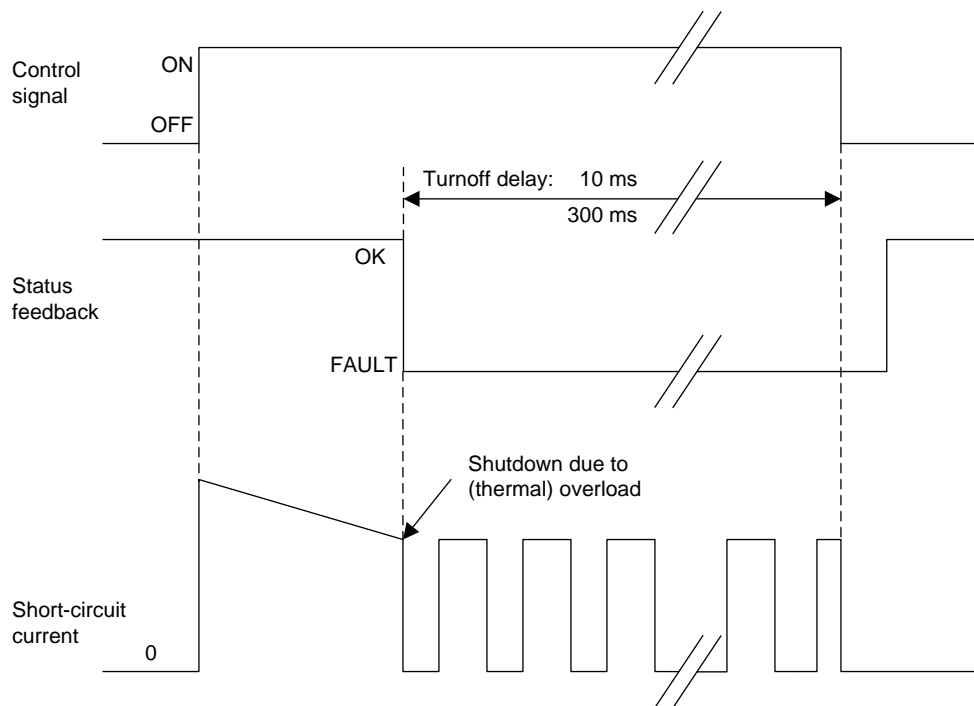 Control
signal
ON
OFF
Turnoff delay: 10 ms
300 ms
Status
feedback
OK
FAULT
Shutdown due to
(thermal) overload
Short-circuit
current
0